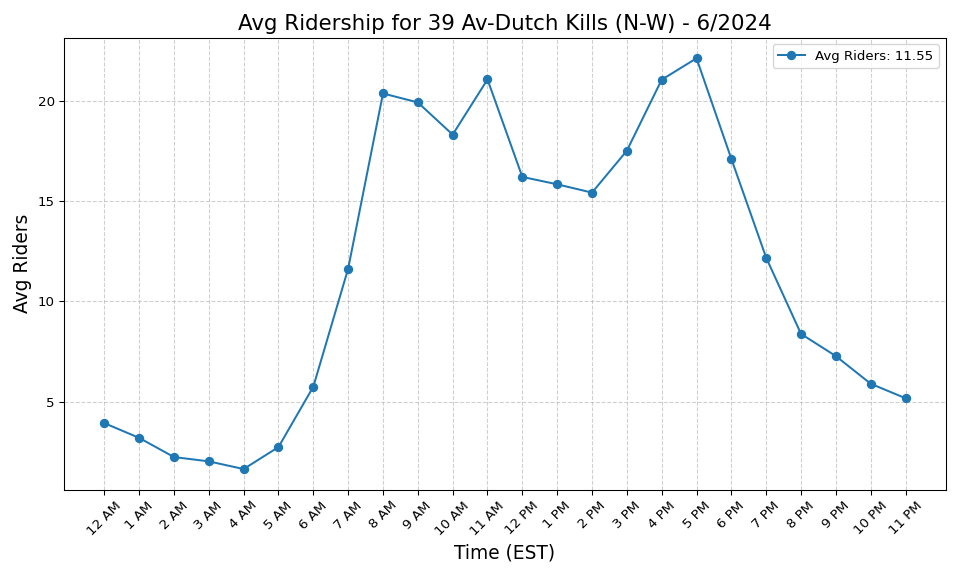 Avg Ridership for 39 Av-Dutch Kills (N-W) - 6/2024
Avg Riders: 11.55
Avg Riders
20
15
10
5
12 AM
1 AM
2 AM
3 AM
4 AM
5 AM
6 AM
7 AM
8 AM
9 AM
10 AM
11 AM
12 PM
1 PM
2 PM
3 PM
4 PM
5 PM
6 PM
7 PM
8 PM
9 PM
10 PM
11 PM
Time (EST)